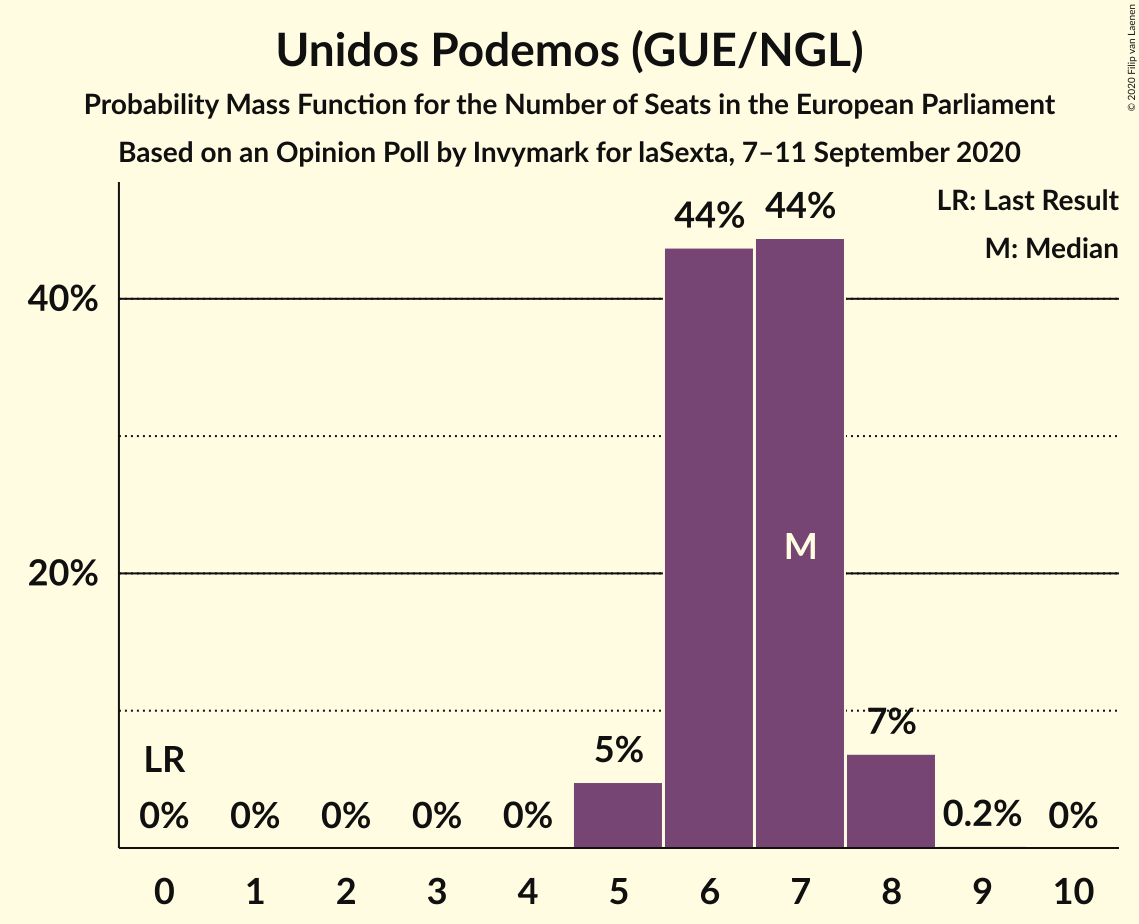 Unidos Podemos (GUE/NGL)
Probability Mass Function for the Number of Seats in the European Parliament
Based on an Opinion Poll by Invymark for laSexta, 7–11 September 2020
© 2020 Filip van Laenen
LR: Last Result
M: Median
44% 44%
40%
M
20%
7%
5%
LR
0% 0% 0% 0% 0% 0.2% 0%
0 1 2 3 4 5 6 7 8 9 10